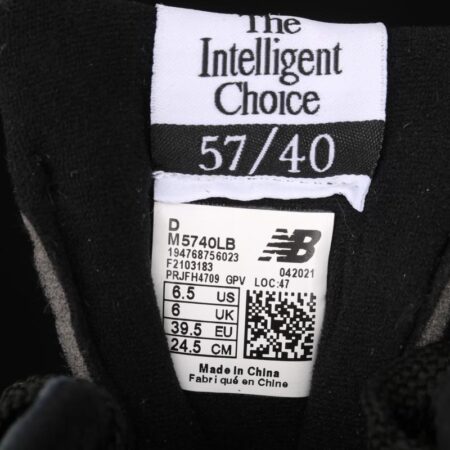 The
Intelligent
Choice
57/40
D
M5740LB
194768756023
F2103183
PRJFH4709 GPV LOC:47
NB
042021
6.5 US
6 UK
39.5 EU
24.5 CM
Made in China
Fabriqué en Chine